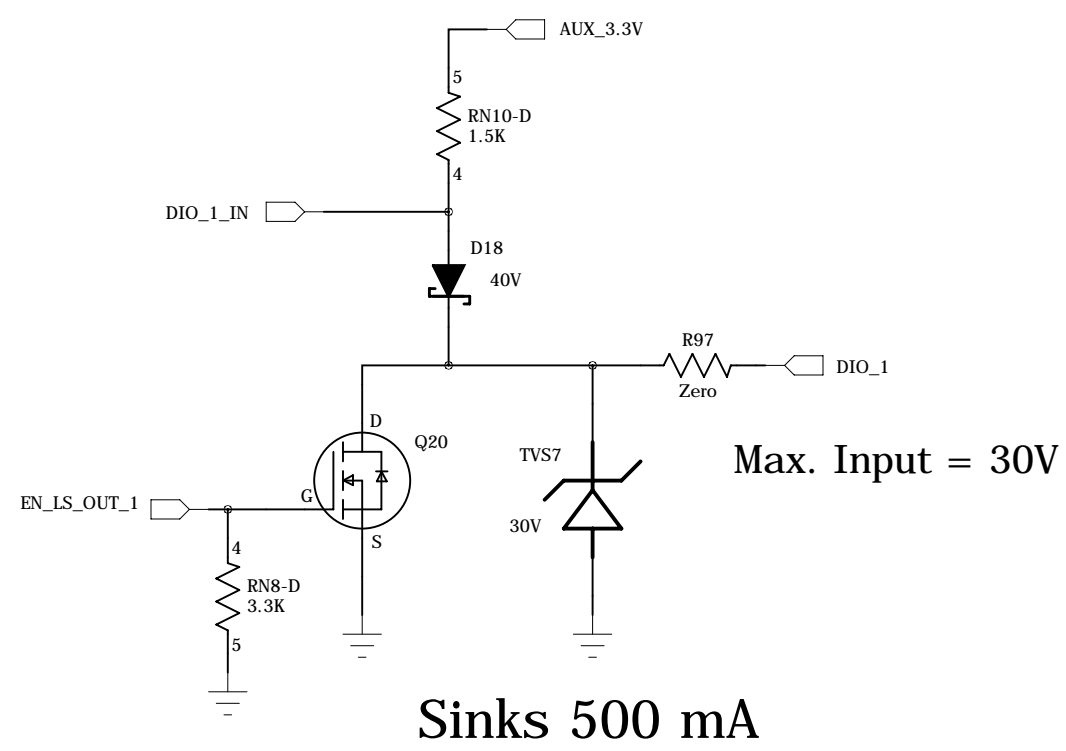 AUX_3.3V
5
RN10-D
1.5K
4
DIO_1_IN
D18
40V
R97
Zero
DIO_1
D
Q20
TVS7
Max. Input = 30V
G
EN_LS_OUT_1
30V
S
4
RN8-D
3.3K
5
Sinks 500 mA